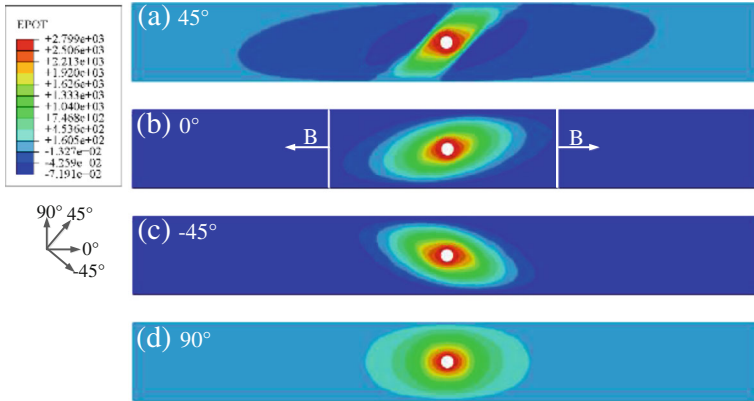 EPOT
+2.799e+03
+2.506e+03
+2.213e+03
+1.920e+03
+1.626e+03
+1.333e+03
+1.040e+03
+7.468e+02
+4.536e+02
+1.605e+02
-1.327e-02
-4.259e-02
-7.191e-02
(a) 45°
(b) 0°
B
B
90°
45°
0°
-45°
(c) -45°
(d) 90°